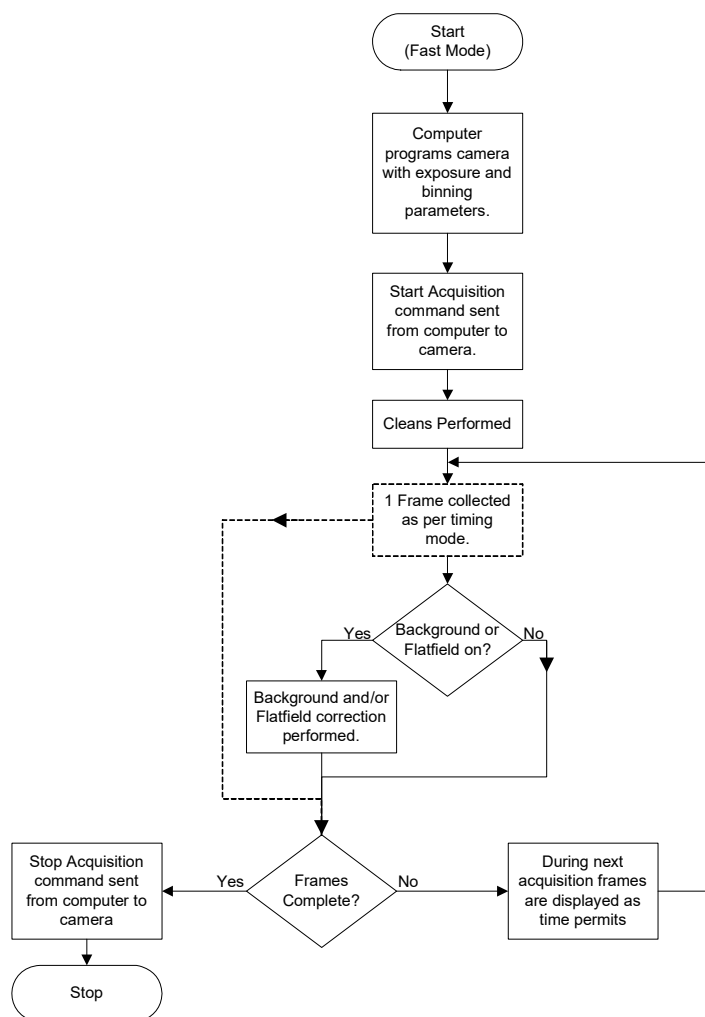 Start
(Fast Mode)
Computer
programs camera
with exposure and
binning
parameters.
Start Acquisition
command sent
from computer to
camera.
Cleans Performed
1 Frame collected
as per timing
mode.
Background or
Flatfield on?
Yes
No
Background and/or
Flatfield correction
performed.
Frames
Complete?
Yes
No
Stop Acquisition
command sent
from computer to
camera
During next
acquisition frames
are displayed as
time permits
Stop